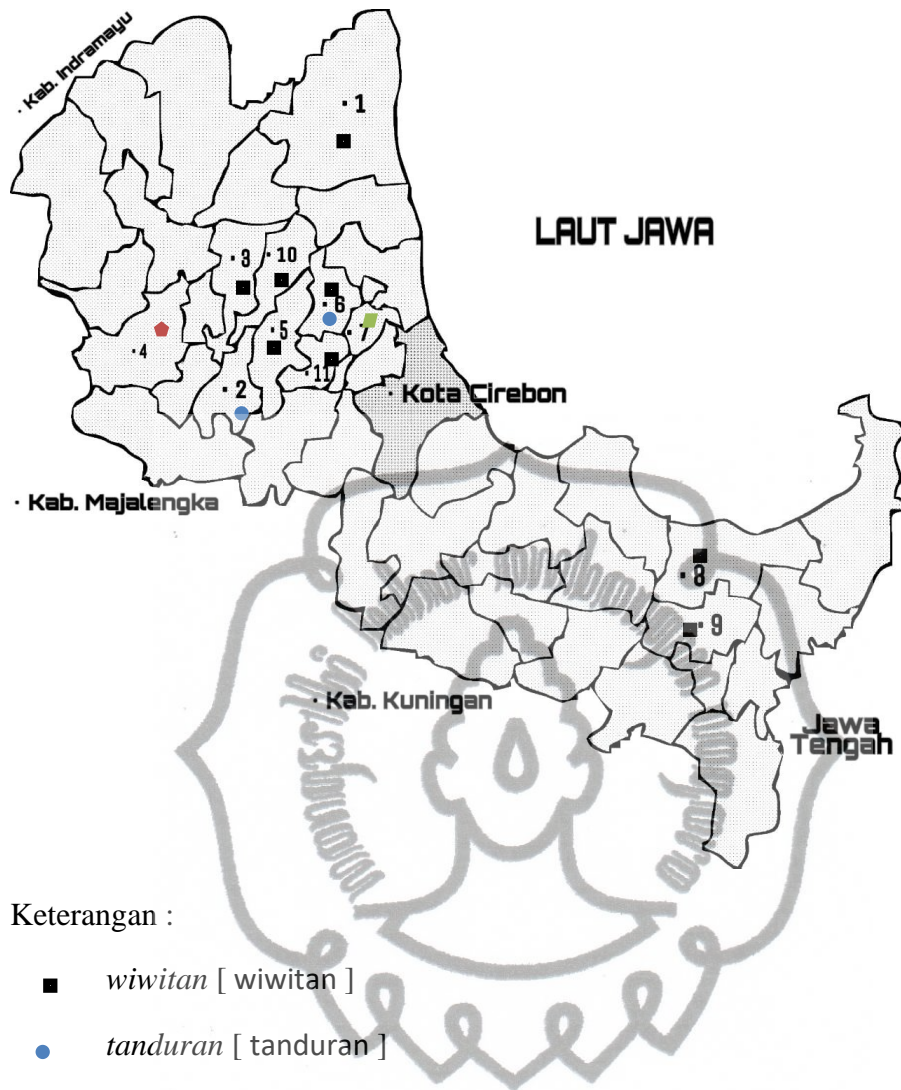 · Kab. Indramayu
· 1
LAUT JAWA
· 3
· 10
· 6
· 5
· 7
· 4
· 11
· 2
· Kota Cirebon
· Kab. Majalengka
· 8
· 9
· Kab. Kuningan
Jawa
Tengah
Keterangan :
wiwitan [ wiwitan ]
tanduran [ tanduran ]